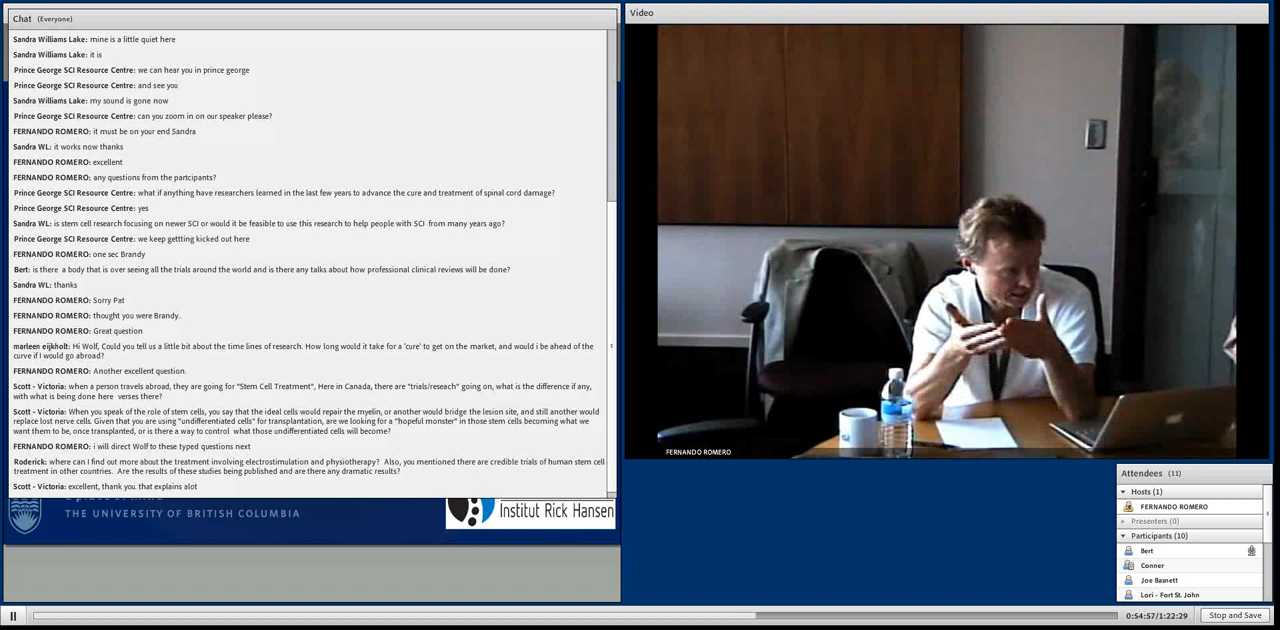 Chat (Everyone)
Sandra Williams Lake: mine is a little quiet here
Sandra Williams Lake: it is
Prince George SCI Resource Centre: we can hear you in prince george
Prince George SCI Resource Centre: and see you
Sandra Williams Lake: my sound is gone now
Prince George SCI Resource Centre: can you zoom in on our speaker please?
FERNANDO ROMERO: it must be on your end Sandra
Sandra WL: it works now thanks
FERNANDO ROMERO: excellent
FERNANDO ROMERO: any questions from the partcipants?
Prince George SCI Resource Centre: what if anything have researchers learned in the last few years to advance the cure and treatment of spinal cord damage?
Prince George SCI Resource Centre: yes
Sandra WL: is stem cell research focusing on newer SCI or would it be feasible to use this research to help people with SCI from many years ago?
Prince George SCI Resource Centre: we keep gettting kicked out here
FERNANDO ROMERO: one sec Brandy
Bert: is there a body that is over seeing all the trials around the world and is there any talks about how professional clinical reviews will be done?
Sandra WL: thanks
FERNANDO ROMERO: Sorry Pat
FERNANDO ROMERO: thought you were Brandy..
FERNANDO ROMERO: Great question
marleen eijkholt: Hi Wolf, Could you tell us a little bit about the time lines of research. How long would it take for a 'cure' to get on the market, and would i be ahead of the
curve if I would go abroad?
FERNANDO ROMERO: Another excellent question.
Scott - Victoria: when a person travels abroad, they are going for "Stem Cell Treatment", Here in Canada, there are "trials/reseach" going on, what is the difference if any,
with what is being done here verses there?
Scott - Victoria: When you speak of the role of stem cells, you say that the ideal cells would repair the myelin, or another would bridge the lesion site, and still another would
replace lost nerve cells. Given that you are using "undifferentiated cells" for transplantation, are we looking for a "hopeful monster" in those stem cells becoming what we
want them to be, once transplanted, or is there a way to control what those undifferentiated cells will become?
FERNANDO ROMERO: i will direct Wolf to these typed questions next
Roderick: where can I find out more about the treatment involving electrostimulation and physiotherapy? Also, you mentioned there are credible trials of human stem cell
treatment in other countries. Are the results of these studies being published and are there any dramatic results?
Scott - Victoria: excellent, thank you. that explains alot
THE UNIVERSITY OF BRITISH COLUMBIA
Institut Rick Hansen
Video
FERNANDO ROMERO
Attendees (11)
Hosts (1)
FERNANDO ROMERO
Presenters (0)
Participants (10)
Bert
Conner
Joe Basnett
Lori - Fort St. John
0:54:57/1:22:29
Stop and Save